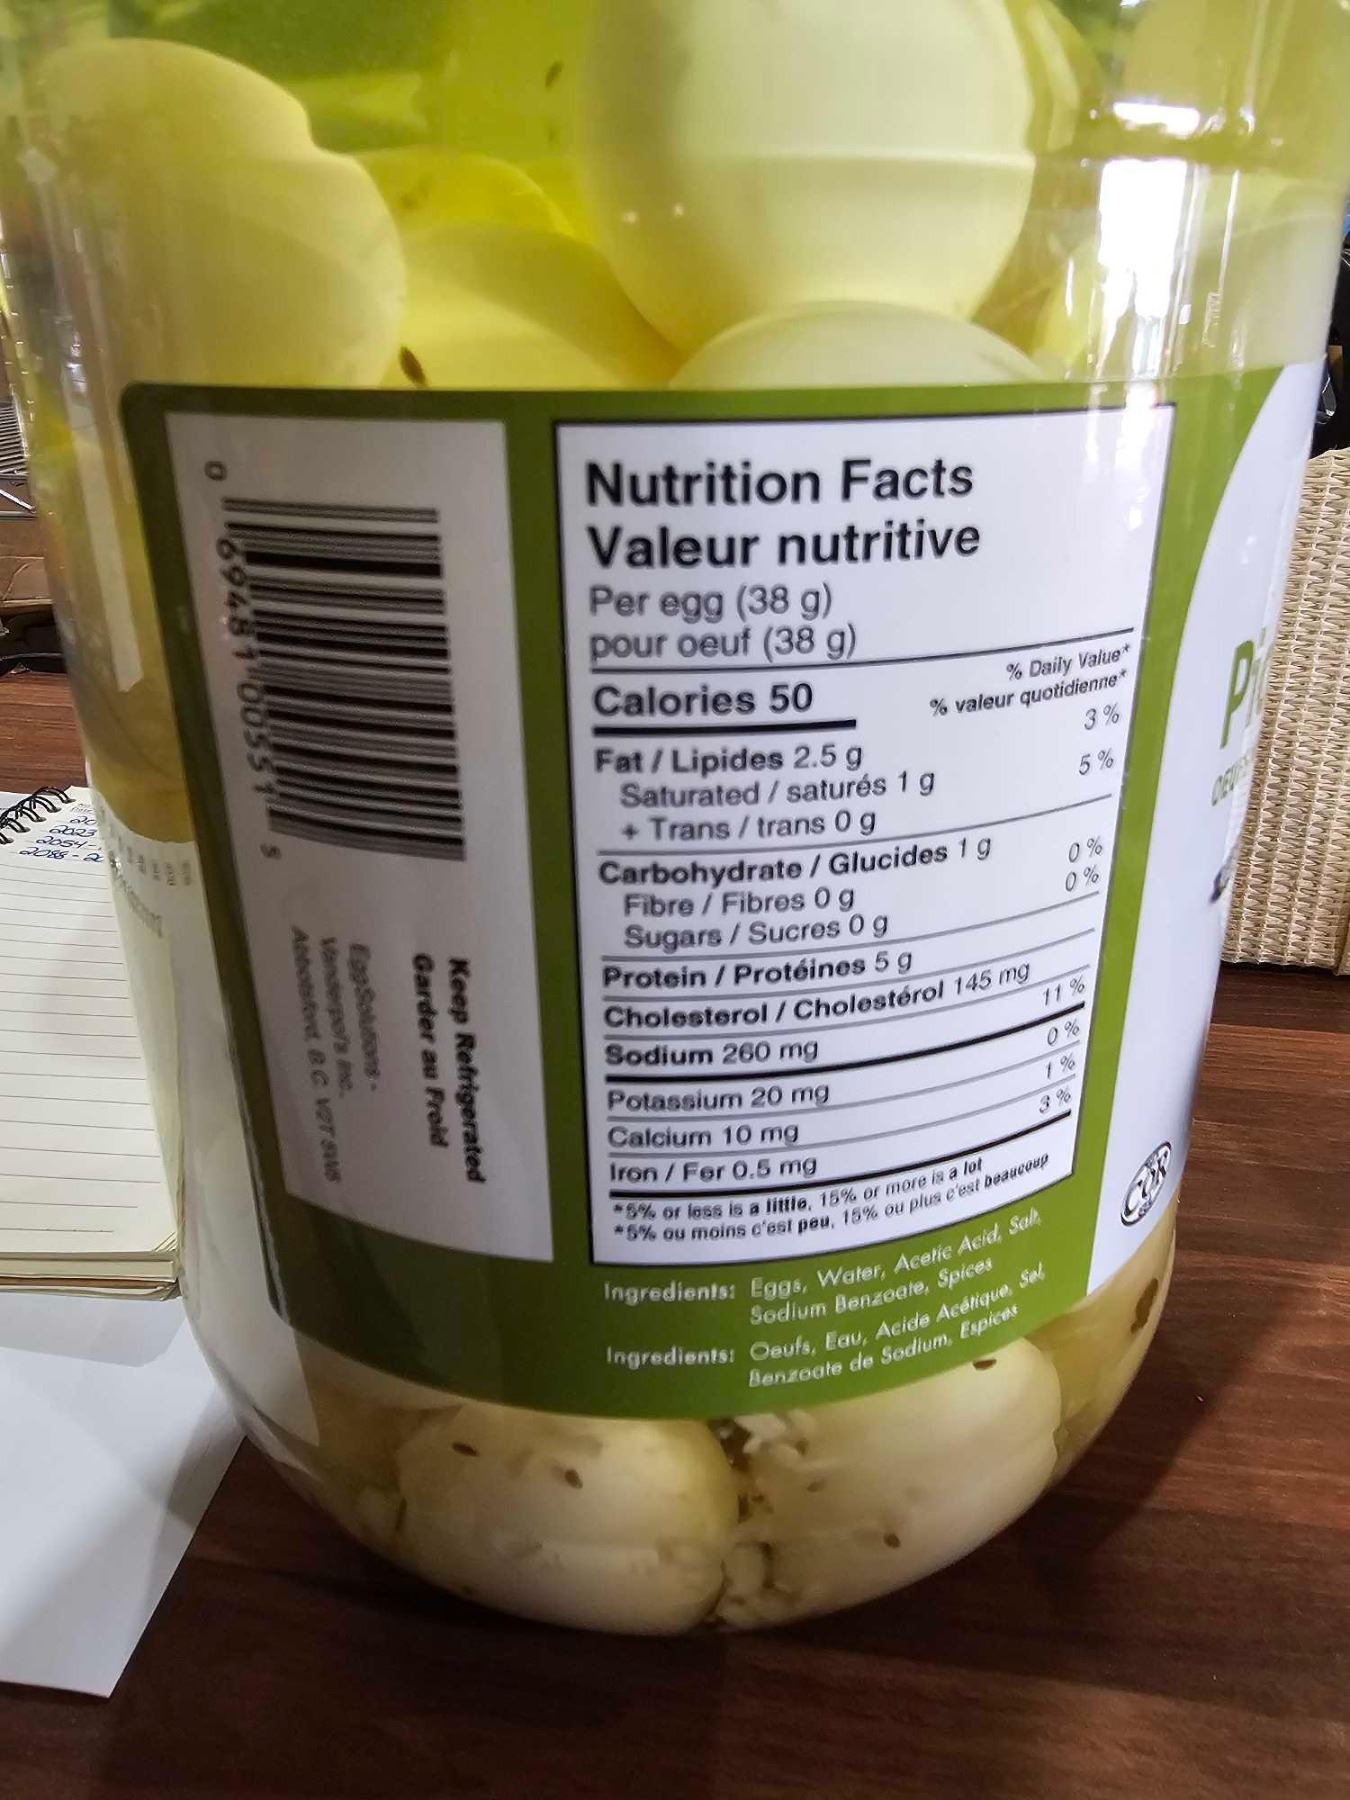 Nutrition Facts
Valeur nutritive
Per egg (38 g)
pour oeuf (38 g)
% Daily Value*
% valeur quotidienne*
Calories 50
Fat / Lipides 2.5 g 3 %
Saturated / saturés 1 g 5 %
+ Trans / trans 0 g
Carbohydrate / Glucides 1 g
Fibre / Fibres 0 g 0 %
Sugars / Sucres 0 g 0 %
Protein / Protéines 5 g
Cholesterol / Cholestérol 145 mg
Sodium 260 mg 11 %
Potassium 20 mg 0 %
Calcium 10 mg 1 %
Iron / Fer 0.5 mg 3 %
*5% or less is a little, 15% or more is a lot
*5% ou moins c'est peu, 15% ou plus c'est beaucoup
Ingredients: Eggs, Water, Acetic Acid, Salt,
Sodium Benzoate, Spices
Ingredients: Oeufs, Eau, Acide Acétique, Sel,
Benzoate de Sodium, Espices
Keep Refrigerated
Garder au Froid
EggSolutions -
Vanderpol's Inc.
Abbotsford, B.C.
COR